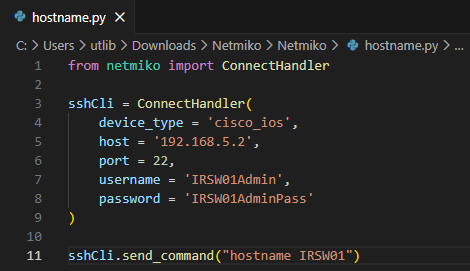 hostname.py ×
C: > Users > utlib > Downloads > Netmiko > Netmiko > hostname.py > ...
1 from netmiko import ConnectHandler
2
3 sshCli = ConnectHandler(
4     device_type = 'cisco_ios',
5     host = '192.168.5.2',
6     port = 22,
7     username = 'IRSW01Admin',
8     password = 'IRSW01AdminPass'
9 )
10
11 sshCli.send_command("hostname IRSW01")